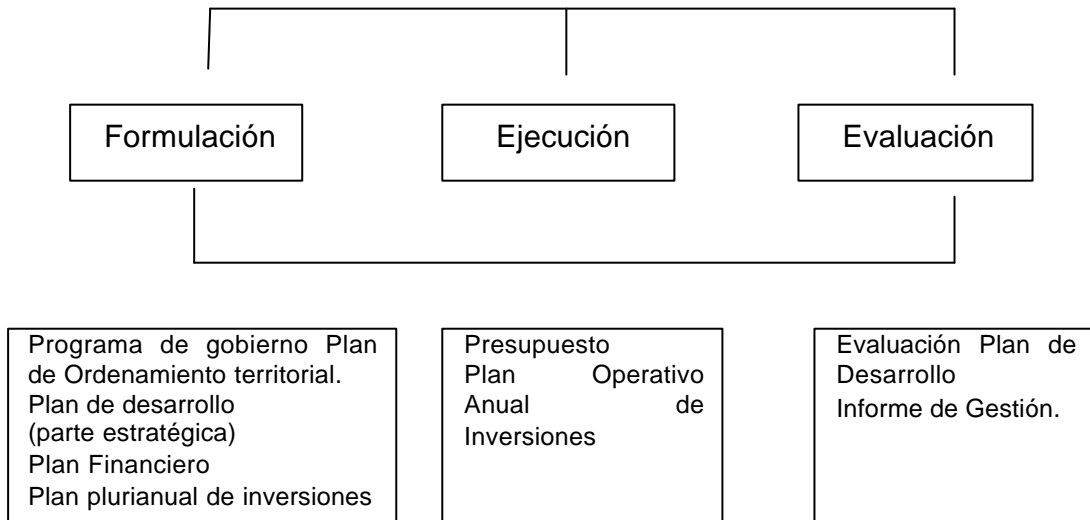 Formulación
Ejecución
Evaluación
Programa de gobierno Plan
de Ordenamiento territorial.
Plan de desarrollo
(parte estratégica)
Plan Financiero
Plan plurianual de inversiones
Presupuesto
Plan Operativo
Anual de
Inversiones
Evaluación Plan de
Desarrollo
Informe de Gestión.